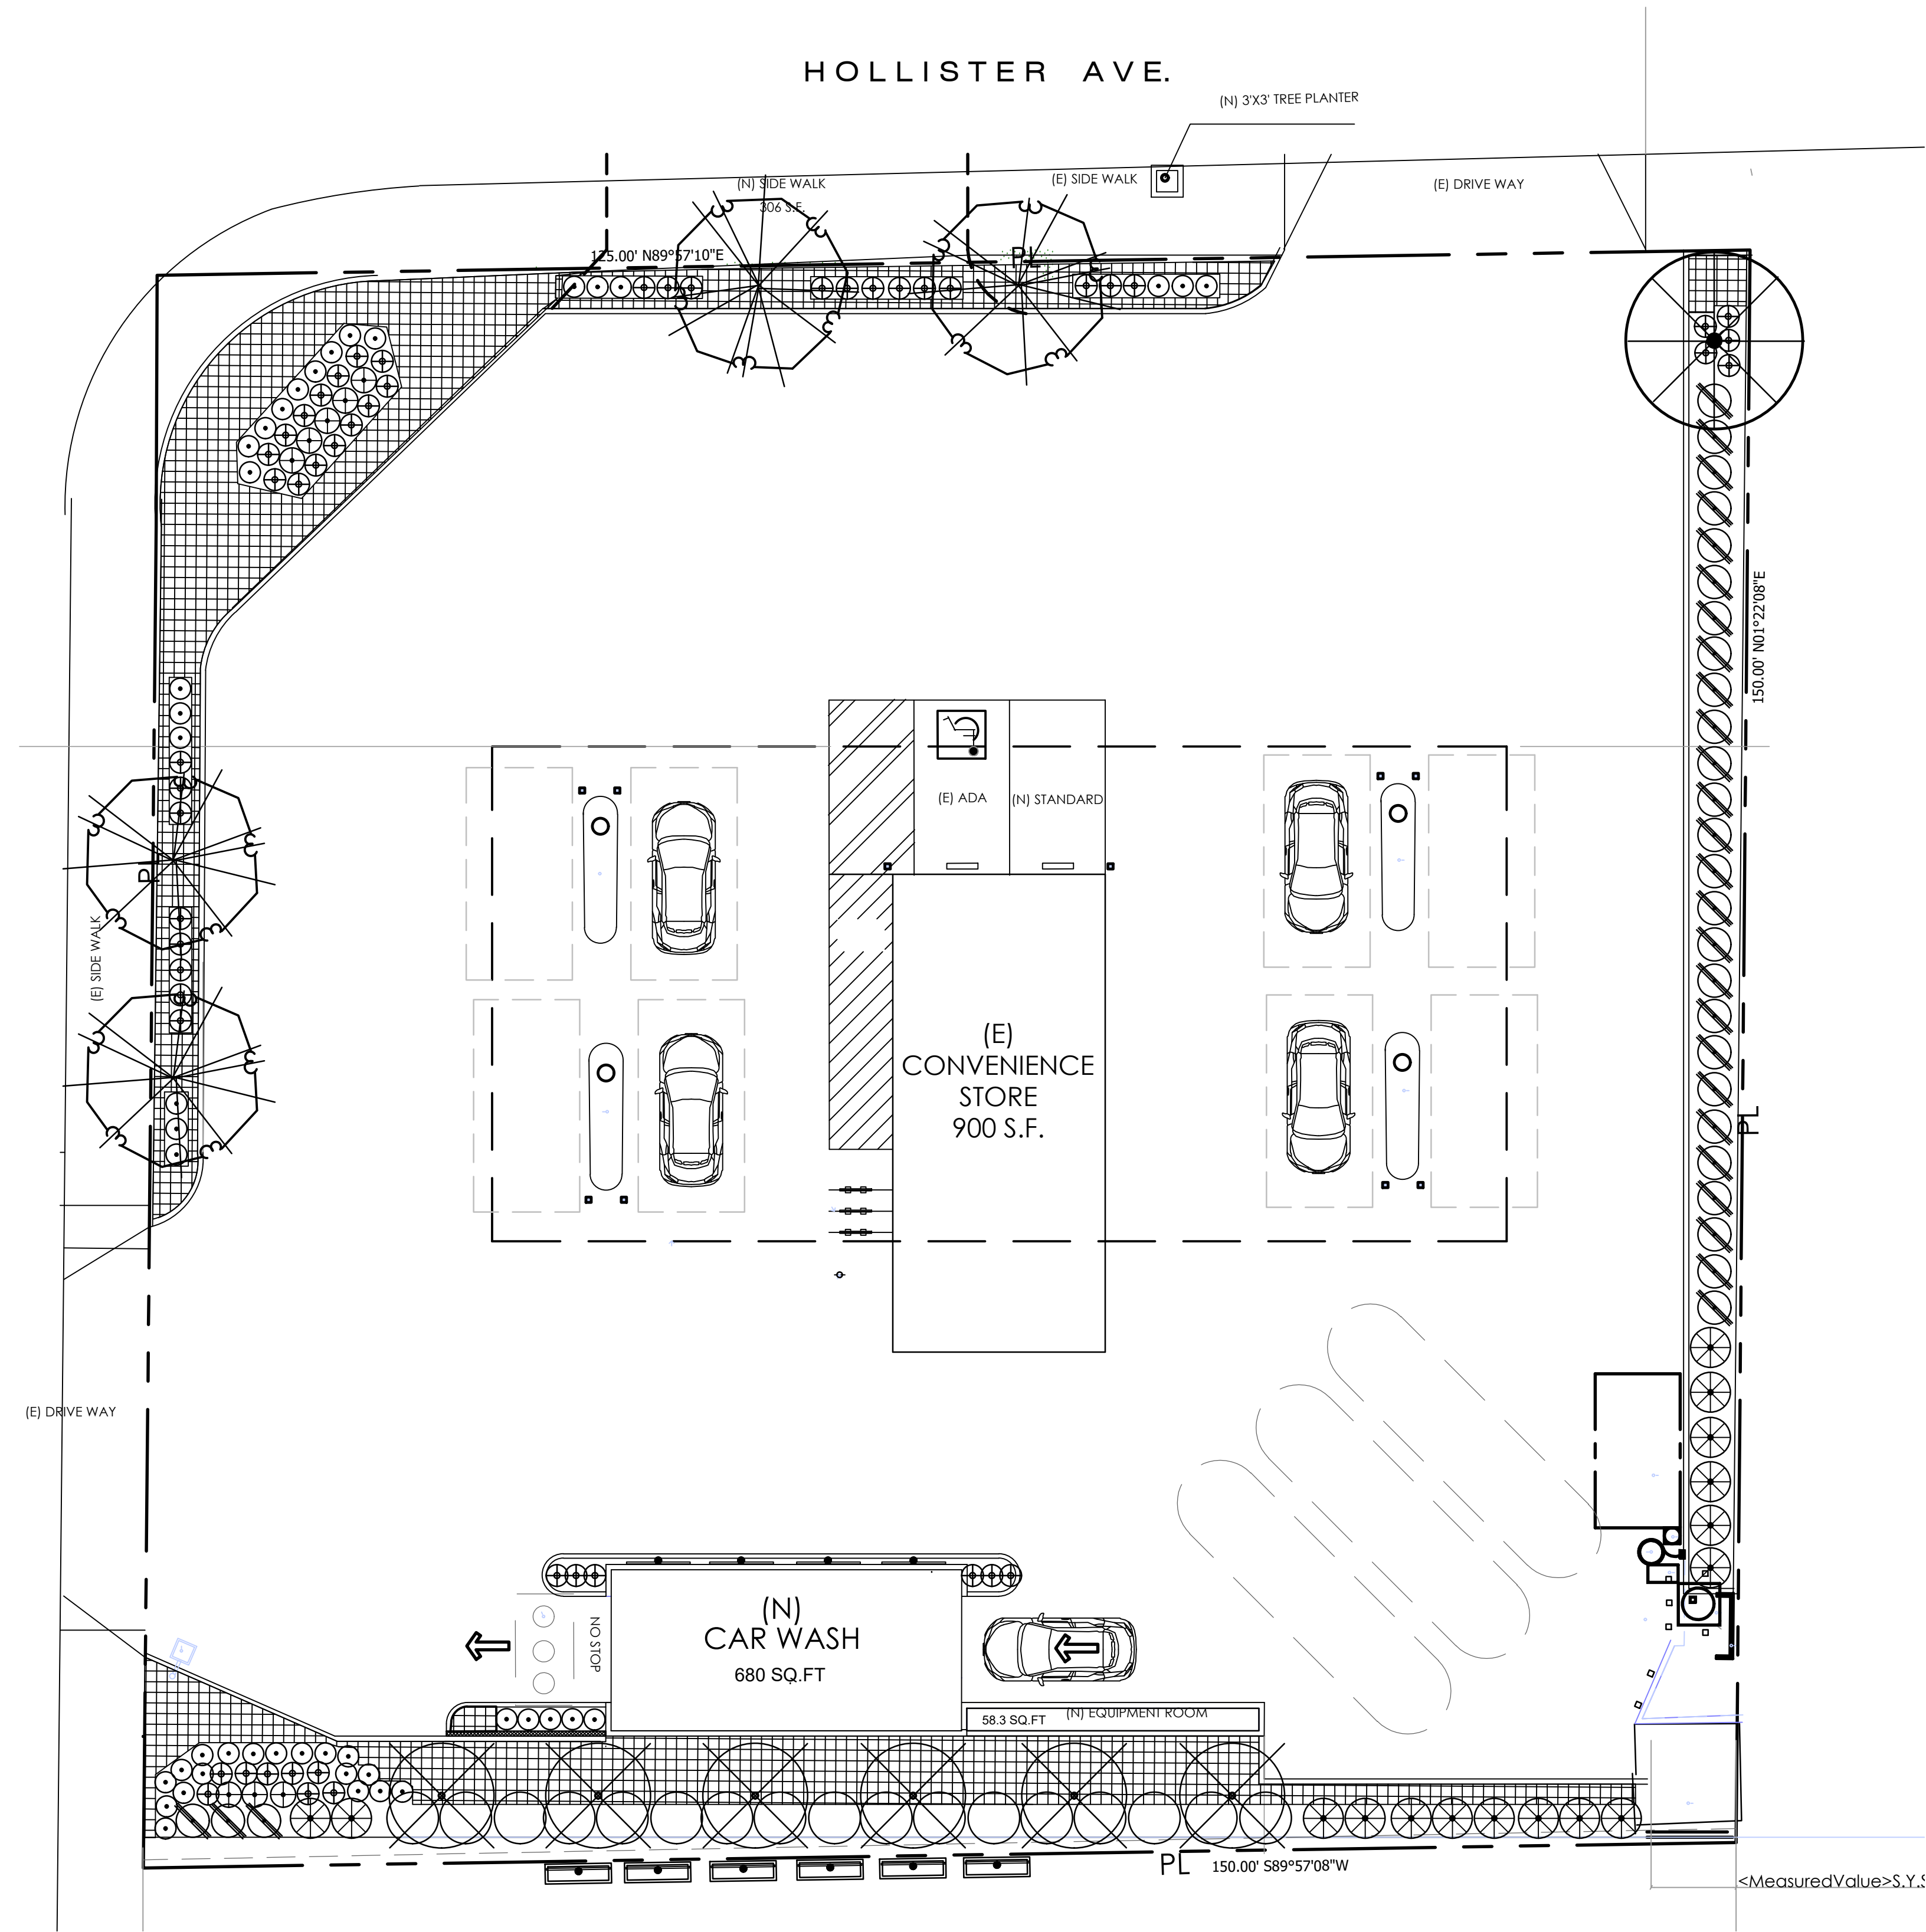 HOLLISTER AVE.
(N) 3'X3' TREE PLANTER
(N) SIDE WALK
306 S.F.
(E) SIDE WALK
(E) DRIVE WAY
125.00' N89°57'10"E
PL
150.00' N01°22'08"E
(E) ADA
(N) STANDARD
PL
(E) SIDE WALK
(E)
CONVENIENCE
STORE
900 S.F.
PL
(E) DRIVE WAY
NO STOP
(N)
CAR WASH
680 SQ.FT
58.3 SQ.FT
(N) EQUIPMENT ROOM
PL
150.00' S89°57'08"W
<MeasuredValue>S.Y.S